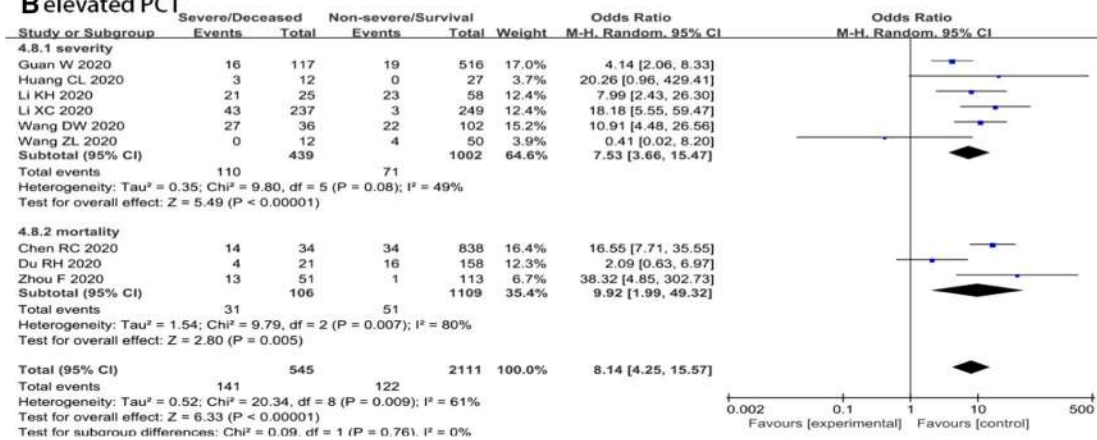 B elevated PCT
Severe/Deceased Non-severe/Survival Odds Ratio Odds Ratio
Study or Subgroup Events Total Events Total Weight M-H. Random. 95% CI M-H. Random. 95% CI
4.8.1 severity
Guan W 2020 16 117 19 516 17.0% 4.14 [2.06, 8.33]
Huang CL 2020 3 12 0 27 3.7% 20.26 [0.96, 429.41]
Li KH 2020 21 25 23 58 12.4% 7.99 [2.43, 26.30]
Li XC 2020 43 237 3 249 12.4% 18.18 [5.55, 59.47]
Wang DW 2020 27 36 22 102 15.2% 10.91 [4.48, 26.56]
Wang ZL 2020 0 12 4 50 3.9% 0.41 [0.02, 8.20]
Subtotal (95% CI) 439 1002 64.6% 7.53 [3.66, 15.47]
Total events 110 71
Heterogeneity: Tau² = 0.35; Chi² = 9.80, df = 5 (P = 0.08); I² = 49%
Test for overall effect: Z = 5.49 (P < 0.00001)
4.8.2 mortality
Chen RC 2020 14 34 34 838 16.4% 16.55 [7.71, 35.55]
Du RH 2020 4 21 16 158 12.3% 2.09 [0.63, 6.97]
Zhou F 2020 13 51 1 113 6.7% 38.32 [4.85, 302.73]
Subtotal (95% CI) 106 1109 35.4% 9.92 [1.99, 49.32]
Total events 31 51
Heterogeneity: Tau² = 1.54; Chi² = 9.79, df = 2 (P = 0.007); I² = 80%
Test for overall effect: Z = 2.80 (P = 0.005)
Total (95% CI) 545 2111 100.0% 8.14 [4.25, 15.57]
Total events 141 122
Heterogeneity: Tau² = 0.52; Chi² = 20.34, df = 8 (P = 0.009); I² = 61%
Test for overall effect: Z = 6.33 (P < 0.00001)
Test for subgroup differences: Chi² = 0.09, df = 1 (P = 0.76), I² = 0%
0.002 0.1 1 10 500
Favours [experimental] Favours [control]